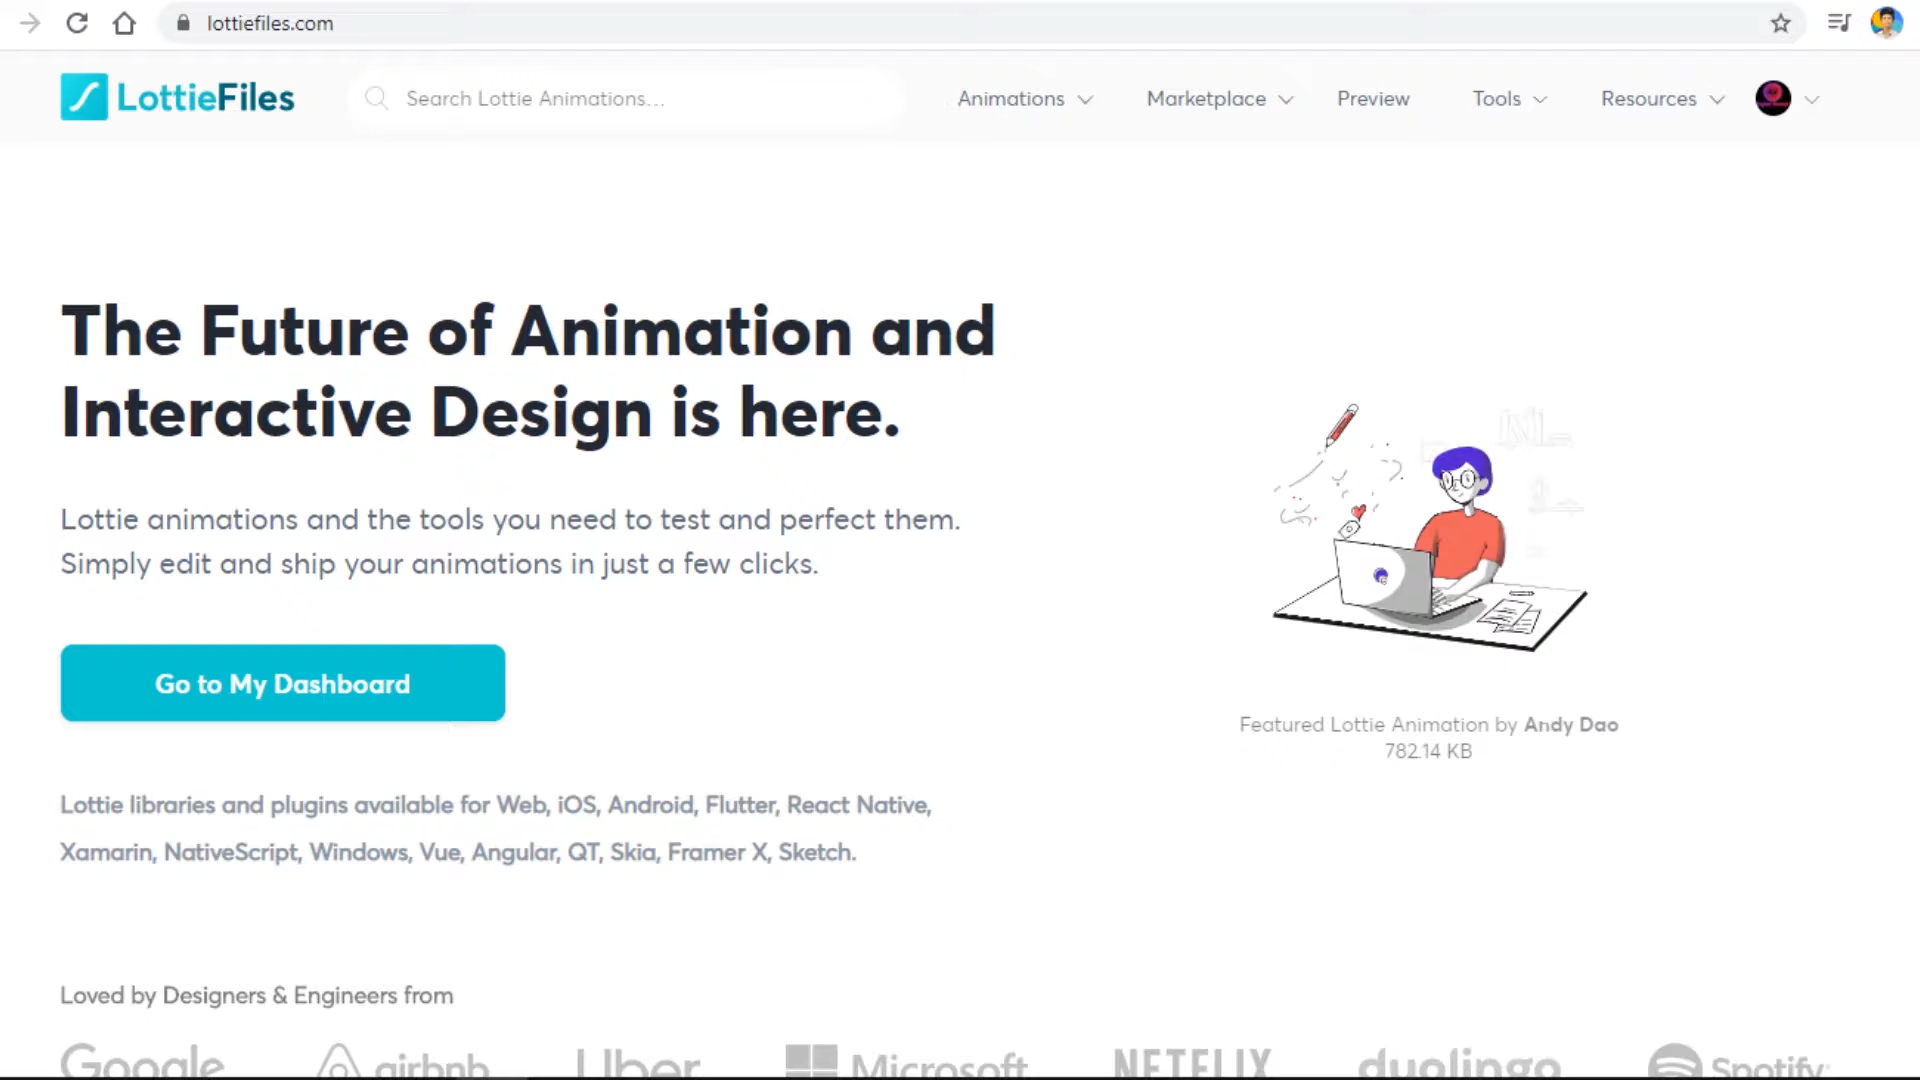 lottiefiles.com
LottieFiles
Search Lottie Animations...
Animations
Marketplace
Preview
Tools
Resources
The Future of Animation and
Interactive Design is here.
Lottie animations and the tools you need to test and perfect them.
Simply edit and ship your animations in just a few clicks.
Go to My Dashboard
Featured Lottie Animation by Andy Dao
782.14 KB
Lottie libraries and plugins available for Web, iOS, Android, Flutter, React Native,
Xamarin, NativeScript, Windows, Vue, Angular, QT, Skia, Framer X, Sketch.
Loved by Designers & Engineers from
Google
airbnb
Uber
Microsoft
NETFLIX
duolingo
Spotify